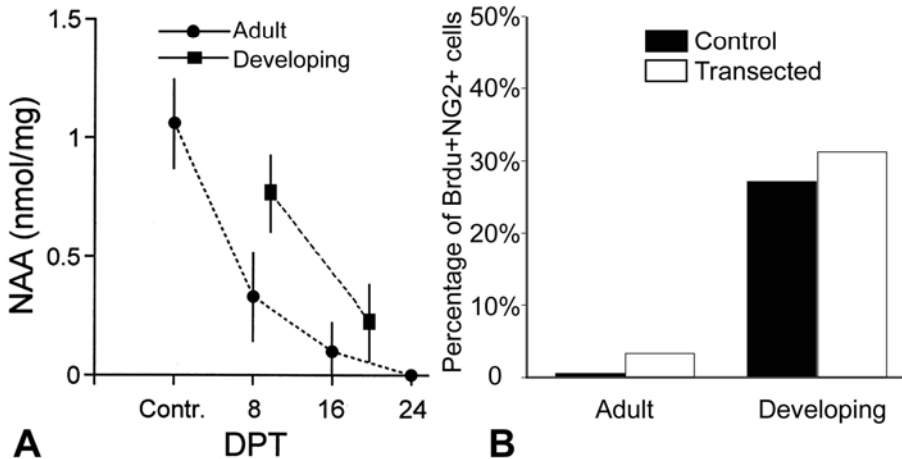 1.5
1
0.5
0
NAA (nmol/mg)
Adult
Developing
Contr. 8 16 24
DPT
A
50%
40%
30%
20%
10%
0
Percentage of Brdu+NG2+ cells
Control
Transected
Adult Developing
B